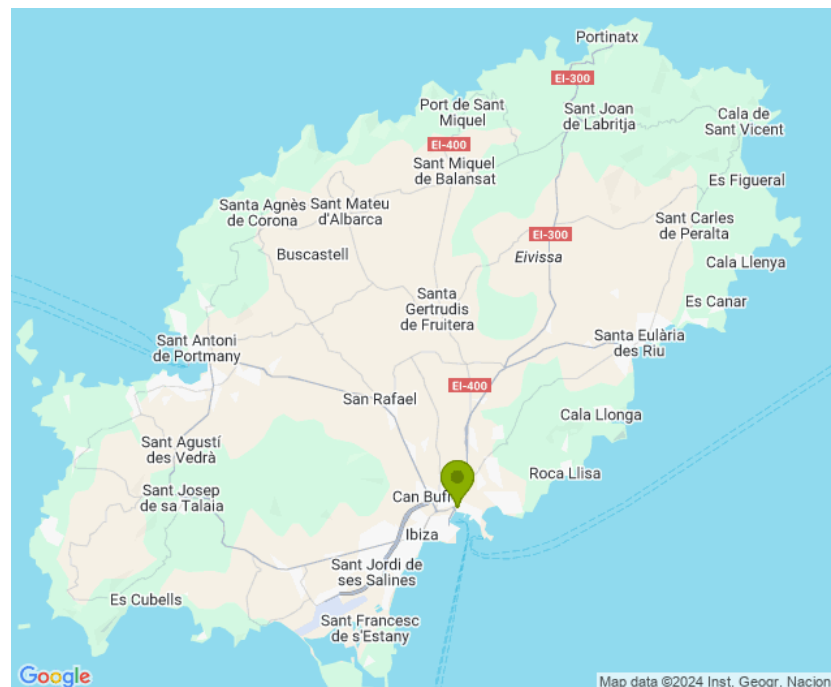 Portinatx
EI-300
Port de Sant
Miquel
Sant Joan
de Labritja
Cala de
Sant Vicent
EI-400
Sant Miquel
de Balansat
Es Figueral
Santa Agnès
de Corona
Sant Mateu
d'Albarca
Sant Carles
de Peralta
EI-300
Buscastell
Eivissa
Cala Llenya
Santa
Gertrudis
de Fruitera
Es Canar
Sant Antoni
de Portmany
Santa Eulària
des Riu
EI-400
San Rafael
Cala Llonga
Sant Agustí
des Vedrà
Roca Llisa
Sant Josep
de sa Talaia
Can Buf
Ibiza
Sant Jordi de
ses Salines
Es Cubells
Sant Francesc
de s'Estany
Google
Map data ©2024 Inst. Geogr. Nacion